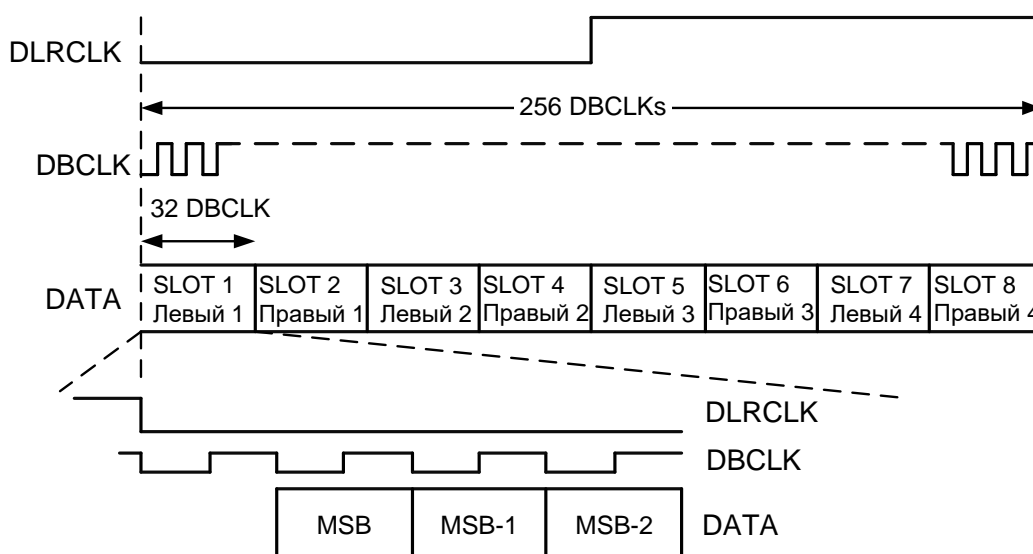 DLRCLK
256 DBCLKs
DBCLK
32 DBCLK
DATA
SLOT 1
Левый 1
SLOT 2
Правый 1
SLOT 3
Левый 2
SLOT 4
Правый 2
SLOT 5
Левый 3
SLOT 6
Правый 3
SLOT 7
Левый 4
SLOT 8
Правый 4
DLRCLK
DBCLK
MSB
MSB-1
MSB-2
DATA